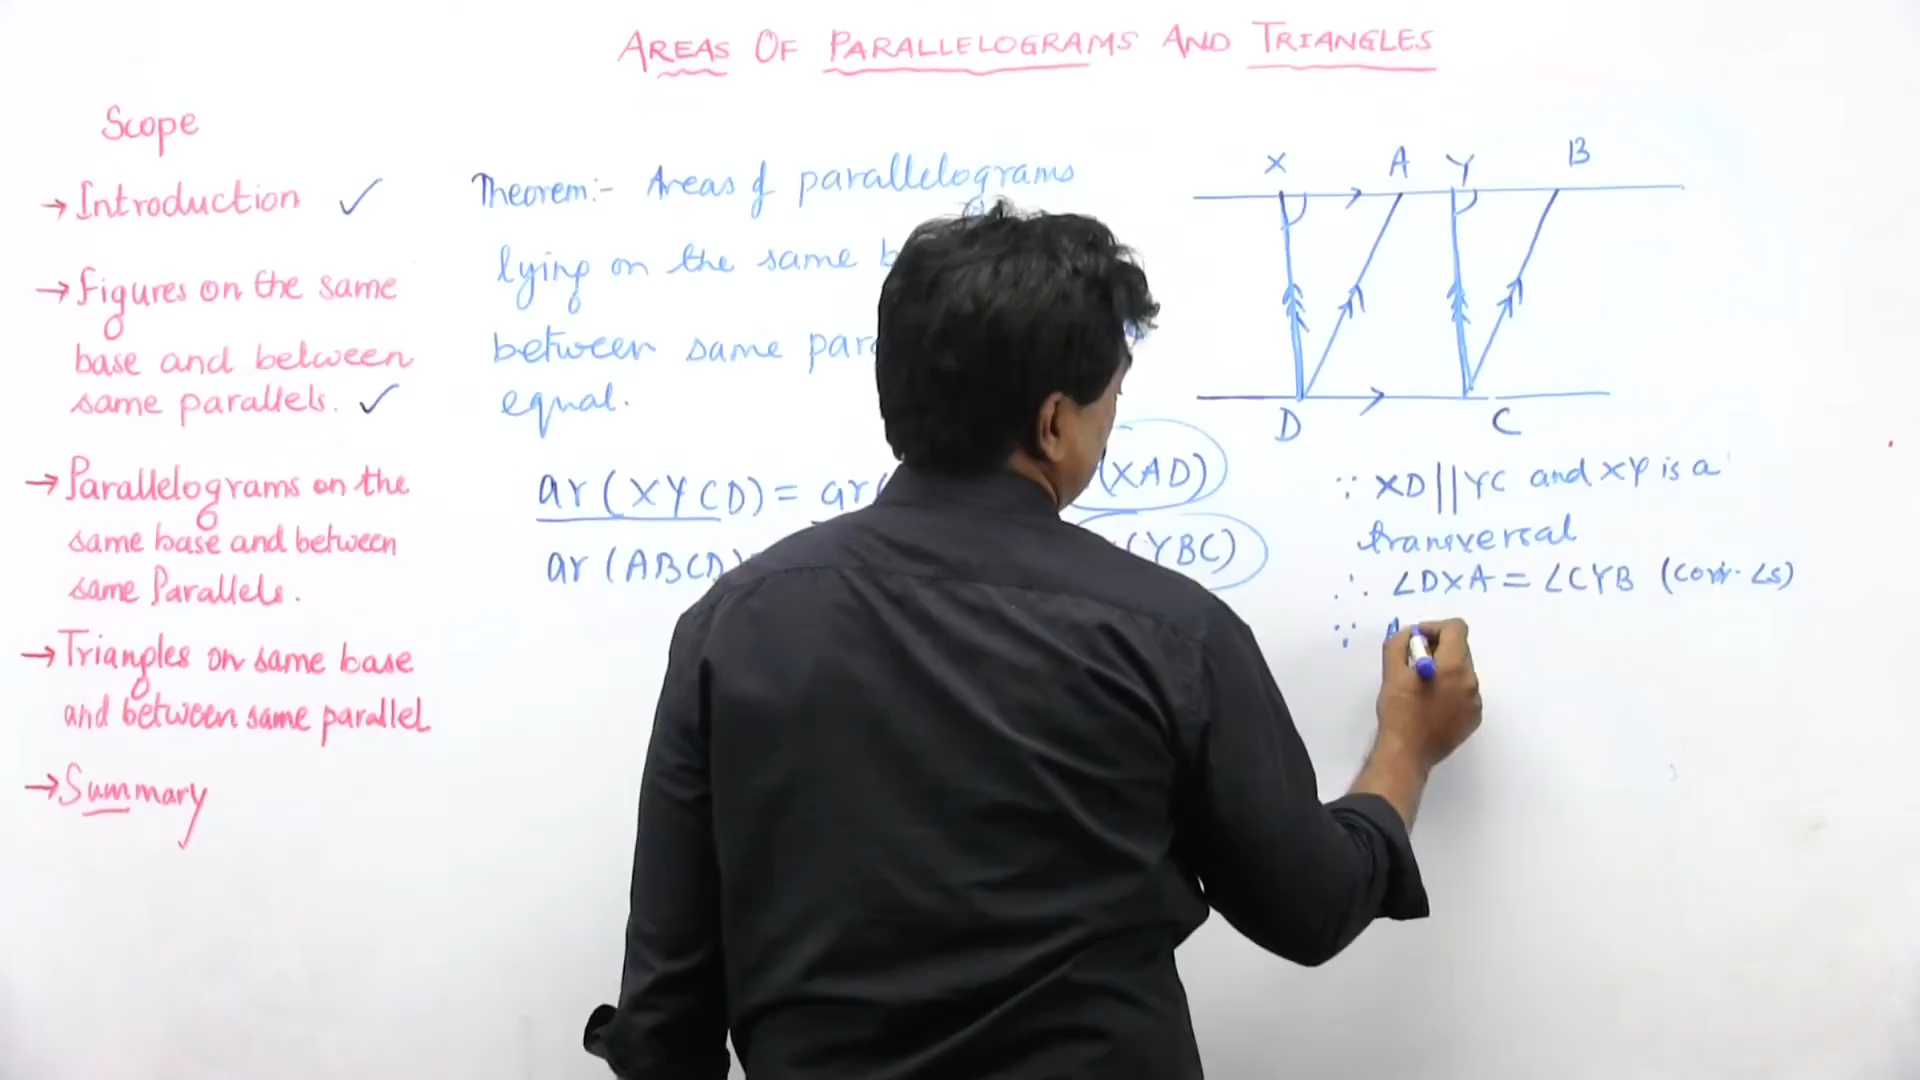 AREAS OF PARALLELOGRAMS AND TRIANGLES
Scope
→ Introduction ✓
→ Figures on the same
base and between
same parallels. ✓
→ Parallelograms on the
same base and between
same Parallels.
→ Triangles on same base
and between same parallel
→ Summary
Theorem:- Areas of parallelograms
lying on the same
between same
equal.
ar (XYCD) = (XAD)
ar (ABCD) (YBC)
X A Y B
D C
∵ XD || YC and XY is a
transversal
∴ ∠DXA = ∠CYB (corr. ∠s)
∵